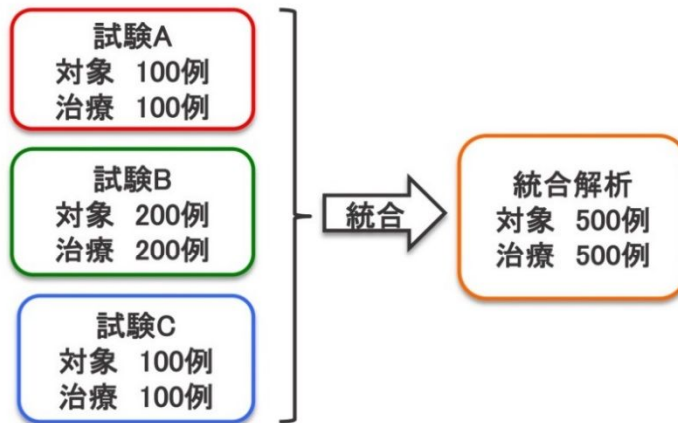 試験A
対象 100例
治療 100例
試験B
対象 200例
治療 200例
試験C
対象 100例
治療 100例
統合
統合解析
対象 500例
治療 500例